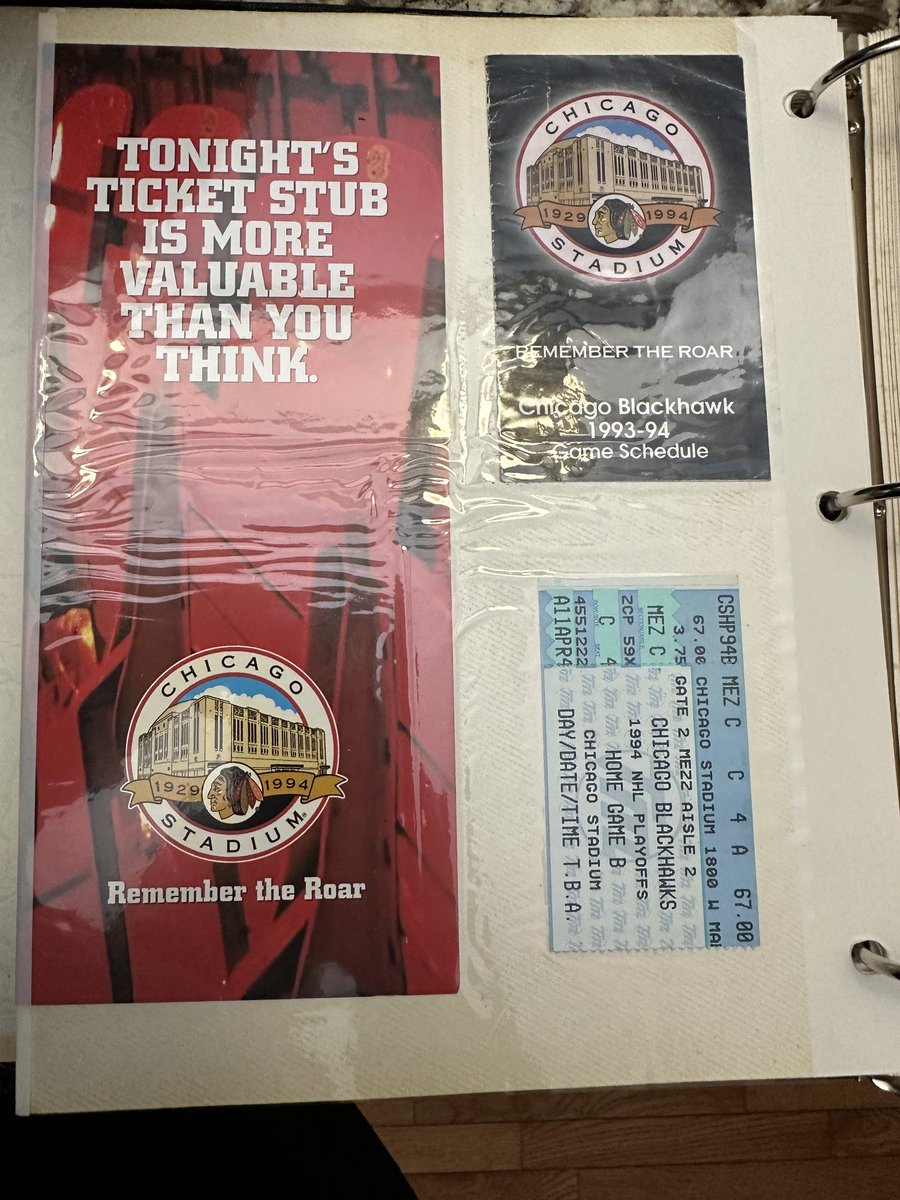 TONIGHT'S
TICKET STUB
IS MORE
VALUABLE
THAN YOU
THINK.
CHICAGO
1929 1994
STADIUM
Remember the Roar
CHICAGO
1929 1994
STADIUM
REMEMBER THE ROAR
Chicago Blackhawk
1993-94
Game Schedule
CSHP94B MEZ C C 4 A 67.00
67.00 CHICAGO STADIUM 1800 W MA
3.75 GATE 2 MEZZ AISLE 2
MEZ C CHICAGO BLACKHAWKS
2CP 59X 1994 NHL PLAYOFFS
C 4 HOME GAME B
4551222 CHICAGO STADIUM
A11APR4 DAY/DATE/TIME T.B.A.